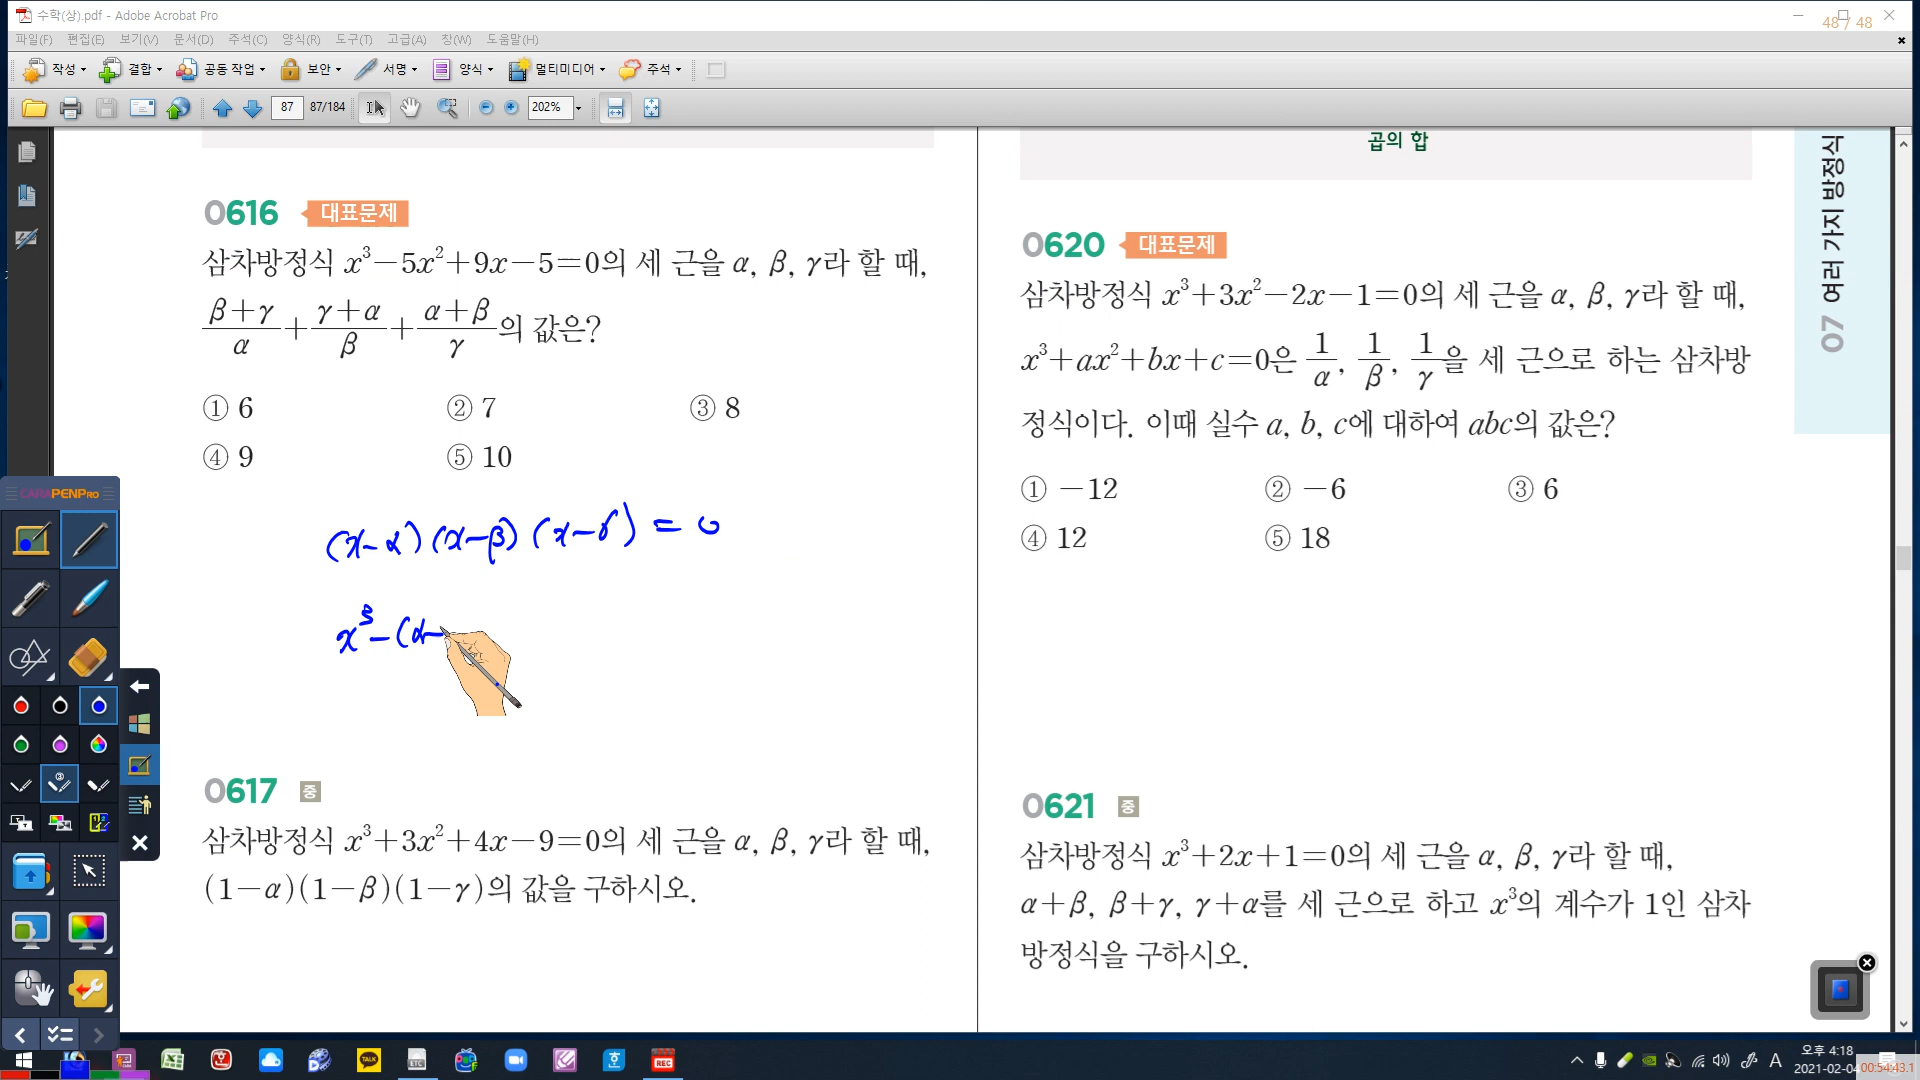 수학(상).pdf - Adobe Acrobat Pro
48 / 48
파일(F) 편집(E) 보기(V) 문서(D) 주석(C) 양식(R) 도구(T) 고급(A) 창(W) 도움말(H)
작성 결합 공동 작업 보안 서명 양식 멀티미디어 주석
87 87/184 202%
0616 대표문제
삼차방정식 x³−5x²+9x−5=0의 세 근을 α, β, γ라 할 때,
(β+γ)/α + (γ+α)/β + (α+β)/γ의 값은?
① 6 ② 7 ③ 8
④ 9 ⑤ 10
(x-α)(x-β)(x-γ) = 0
x³-(α-
0617 중
삼차방정식 x³+3x²+4x−9=0의 세 근을 α, β, γ라 할 때,
(1−α)(1−β)(1−γ)의 값을 구하시오.
곱의 합
0620 대표문제
삼차방정식 x³+3x²−2x−1=0의 세 근을 α, β, γ라 할 때,
x³+ax²+bx+c=0은 1/α, 1/β, 1/γ을 세 근으로 하는 삼차방
정식이다. 이때 실수 a, b, c에 대하여 abc의 값은?
① −12 ② −6 ③ 6
④ 12 ⑤ 18
0621 중
삼차방정식 x³+2x+1=0의 세 근을 α, β, γ라 할 때,
α+β, β+γ, γ+α를 세 근으로 하고 x³의 계수가 1인 삼차
방정식을 구하시오.
07 여러 가지 방정식
CARAPENPRO
③
TALK
LTC
REC
A
오후 4:18
2021-02-04
00:54:43.1